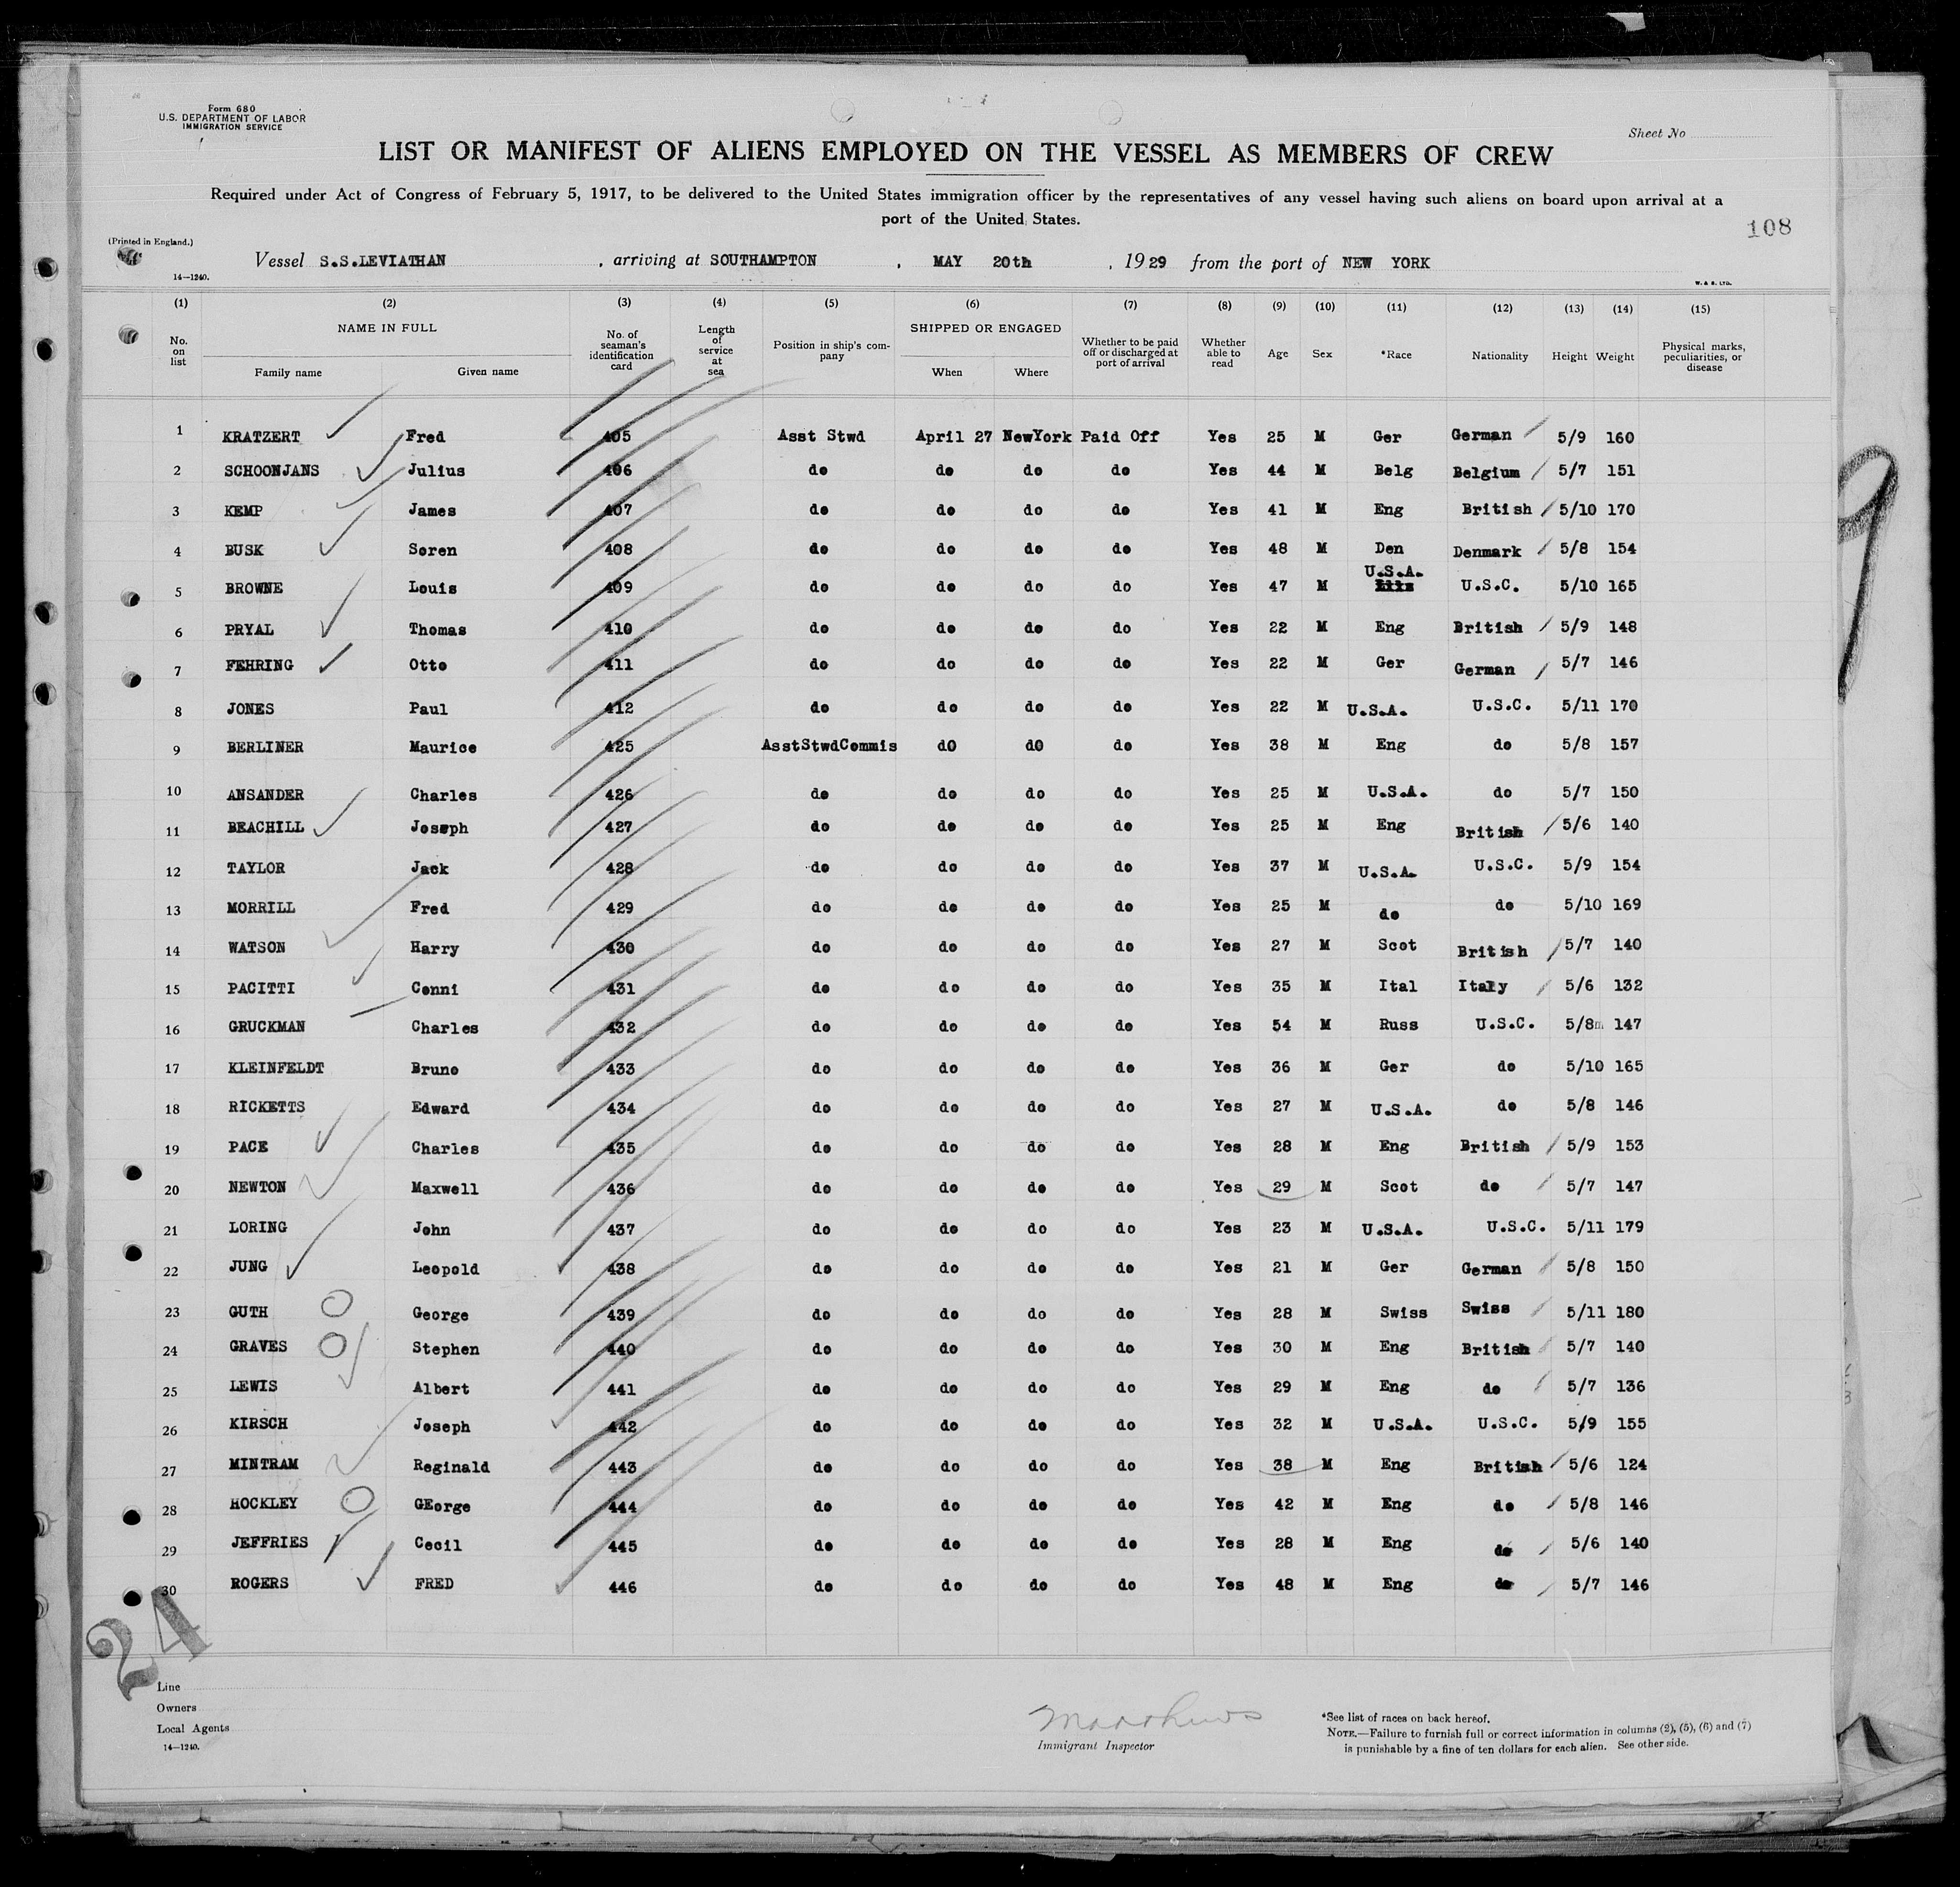 Form 680
U.S. DEPARTMENT OF LABOR
IMMIGRATION SERVICE
Sheet No
LIST OR MANIFEST OF ALIENS EMPLOYED ON THE VESSEL AS MEMBERS OF CREW
Required under Act of Congress of February 5, 1917, to be delivered to the United States immigration officer by the representatives of any vessel having such aliens on board upon arrival at a
port of the United States.
108
(Printed in England.)
14—1240.
Vessel S.S.LEVIATHAN , arriving at SOUTHAMPTON , MAY 20th , 1929 from the port of NEW YORK
W. & S. LTD.
(1) (2) (3) (4) (5) (6) (7) (8) (9) (10) (11) (12) (13) (14) (15)
No. on list NAME IN FULL Family name Given name No. of seaman's identification card Length of service at sea Position in ship's company SHIPPED OR ENGAGED When Where Whether to be paid off or discharged at port of arrival Whether able to read Age Sex *Race Nationality Height Weight Physical marks, peculiarities, or disease
1 KRATZERT Fred 405 Asst Stwd April 27 NewYork Paid Off Yes 25 M Ger German 5/9 160
2 SCHOONJANS Julius 406 do do do do Yes 44 M Belg Belgium 5/7 151
3 KEMP James 407 do do do do Yes 41 M Eng British 5/10 170
4 BUSK Soren 408 do do do do Yes 48 M Den Denmark 5/8 154
5 BROWNE Louis 409 do do do do Yes 47 M U.S.A. U.S.C. 5/10 165
6 PRYAL Thomas 410 do do do do Yes 22 M Eng British 5/9 148
7 FEHRING Otto 411 do do do do Yes 22 M Ger German 5/7 146
8 JONES Paul 412 do do do do Yes 22 M U.S.A. U.S.C. 5/11 170
9 BERLINER Maurice 425 AsstStwdCommis dO dO do Yes 38 M Eng do 5/8 157
10 ANSANDER Charles 426 do do do do Yes 25 M U.S.A. do 5/7 150
11 BEACHILL Joseph 427 do do do do Yes 25 M Eng British 5/6 140
12 TAYLOR Jack 428 do do do do Yes 37 M U.S.A. U.S.C. 5/9 154
13 MORRILL Fred 429 do do do do Yes 25 M do do 5/10 169
14 WATSON Harry 430 do do do do Yes 27 M Scot British 5/7 140
15 PACITTI Conni 431 do do do do Yes 35 M Ital Italy 5/6 132
16 GRUCKMAN Charles 432 do do do do Yes 54 M Russ U.S.C. 5/8 147
17 KLEINFELDT Bruno 433 do do do do Yes 36 M Ger do 5/10 165
18 RICKETTS Edward 434 do do do do Yes 27 M U.S.A. do 5/8 146
19 PACE Charles 435 do do do do Yes 28 M Eng British 5/9 153
20 NEWTON Maxwell 436 do do do do Yes 29 M Scot do 5/7 147
21 LORING John 437 do do do do Yes 23 M U.S.A. U.S.C. 5/11 179
22 JUNG Leopold 438 do do do do Yes 21 M Ger German 5/8 150
23 GUTH George 439 do do do do Yes 28 M Swiss Swiss 5/11 180
24 GRAVES Stephen 440 do do do do Yes 30 M Eng British 5/7 140
25 LEWIS Albert 441 do do do do Yes 29 M Eng do 5/7 136
26 KIRSCH Joseph 442 do do do do Yes 32 M U.S.A. U.S.C. 5/9 155
27 MINTRAM Reginald 443 do do do do Yes 38 M Eng British 5/6 124
28 HOCKLEY GEorge 444 do do do do Yes 42 M Eng do 5/8 146
29 JEFFRIES Cecil 445 do do do do Yes 28 M Eng do 5/6 140
30 ROGERS FRED 446 do do do do Yes 48 M Eng do 5/7 146
24
9
Line
Owners
Local Agents
14—1240.
Immigrant Inspector
*See list of races on back hereof.
NOTE.—Failure to furnish full or correct information in columns (2), (5), (6) and (7)
is punishable by a fine of ten dollars for each alien. See other side.